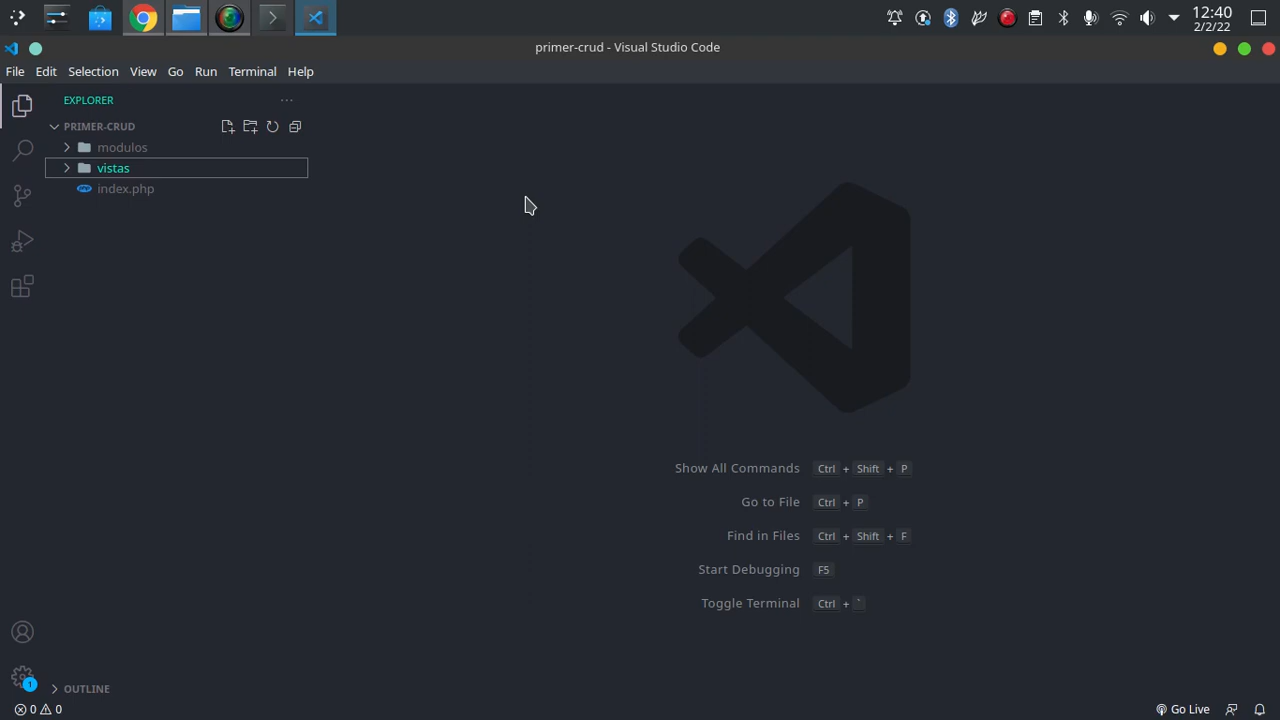 12:40
2/2/22
primer-crud - Visual Studio Code
File Edit Selection View Go Run Terminal Help
EXPLORER
PRIMER-CRUD
modulos
vistas
php index.php
Show All Commands Ctrl + Shift + P
Go to File Ctrl + P
Find in Files Ctrl + Shift + F
Start Debugging F5
Toggle Terminal Ctrl + `
1
OUTLINE
0 0 Go Live